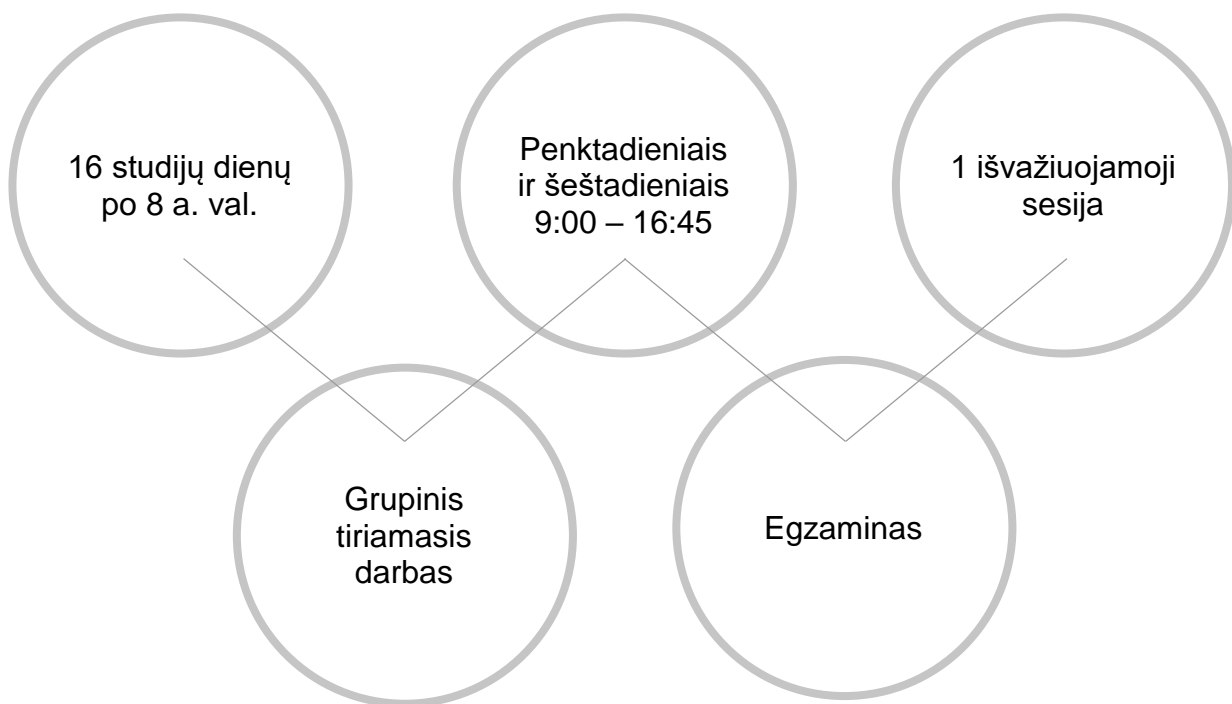 16 studijų dienų
po 8 a. val.
Penktadieniais
ir šeštadieniais
9:00 – 16:45
1 išvažiuojamoji
sesija
Grupinis
tiriamasis
darbas
Egzaminas